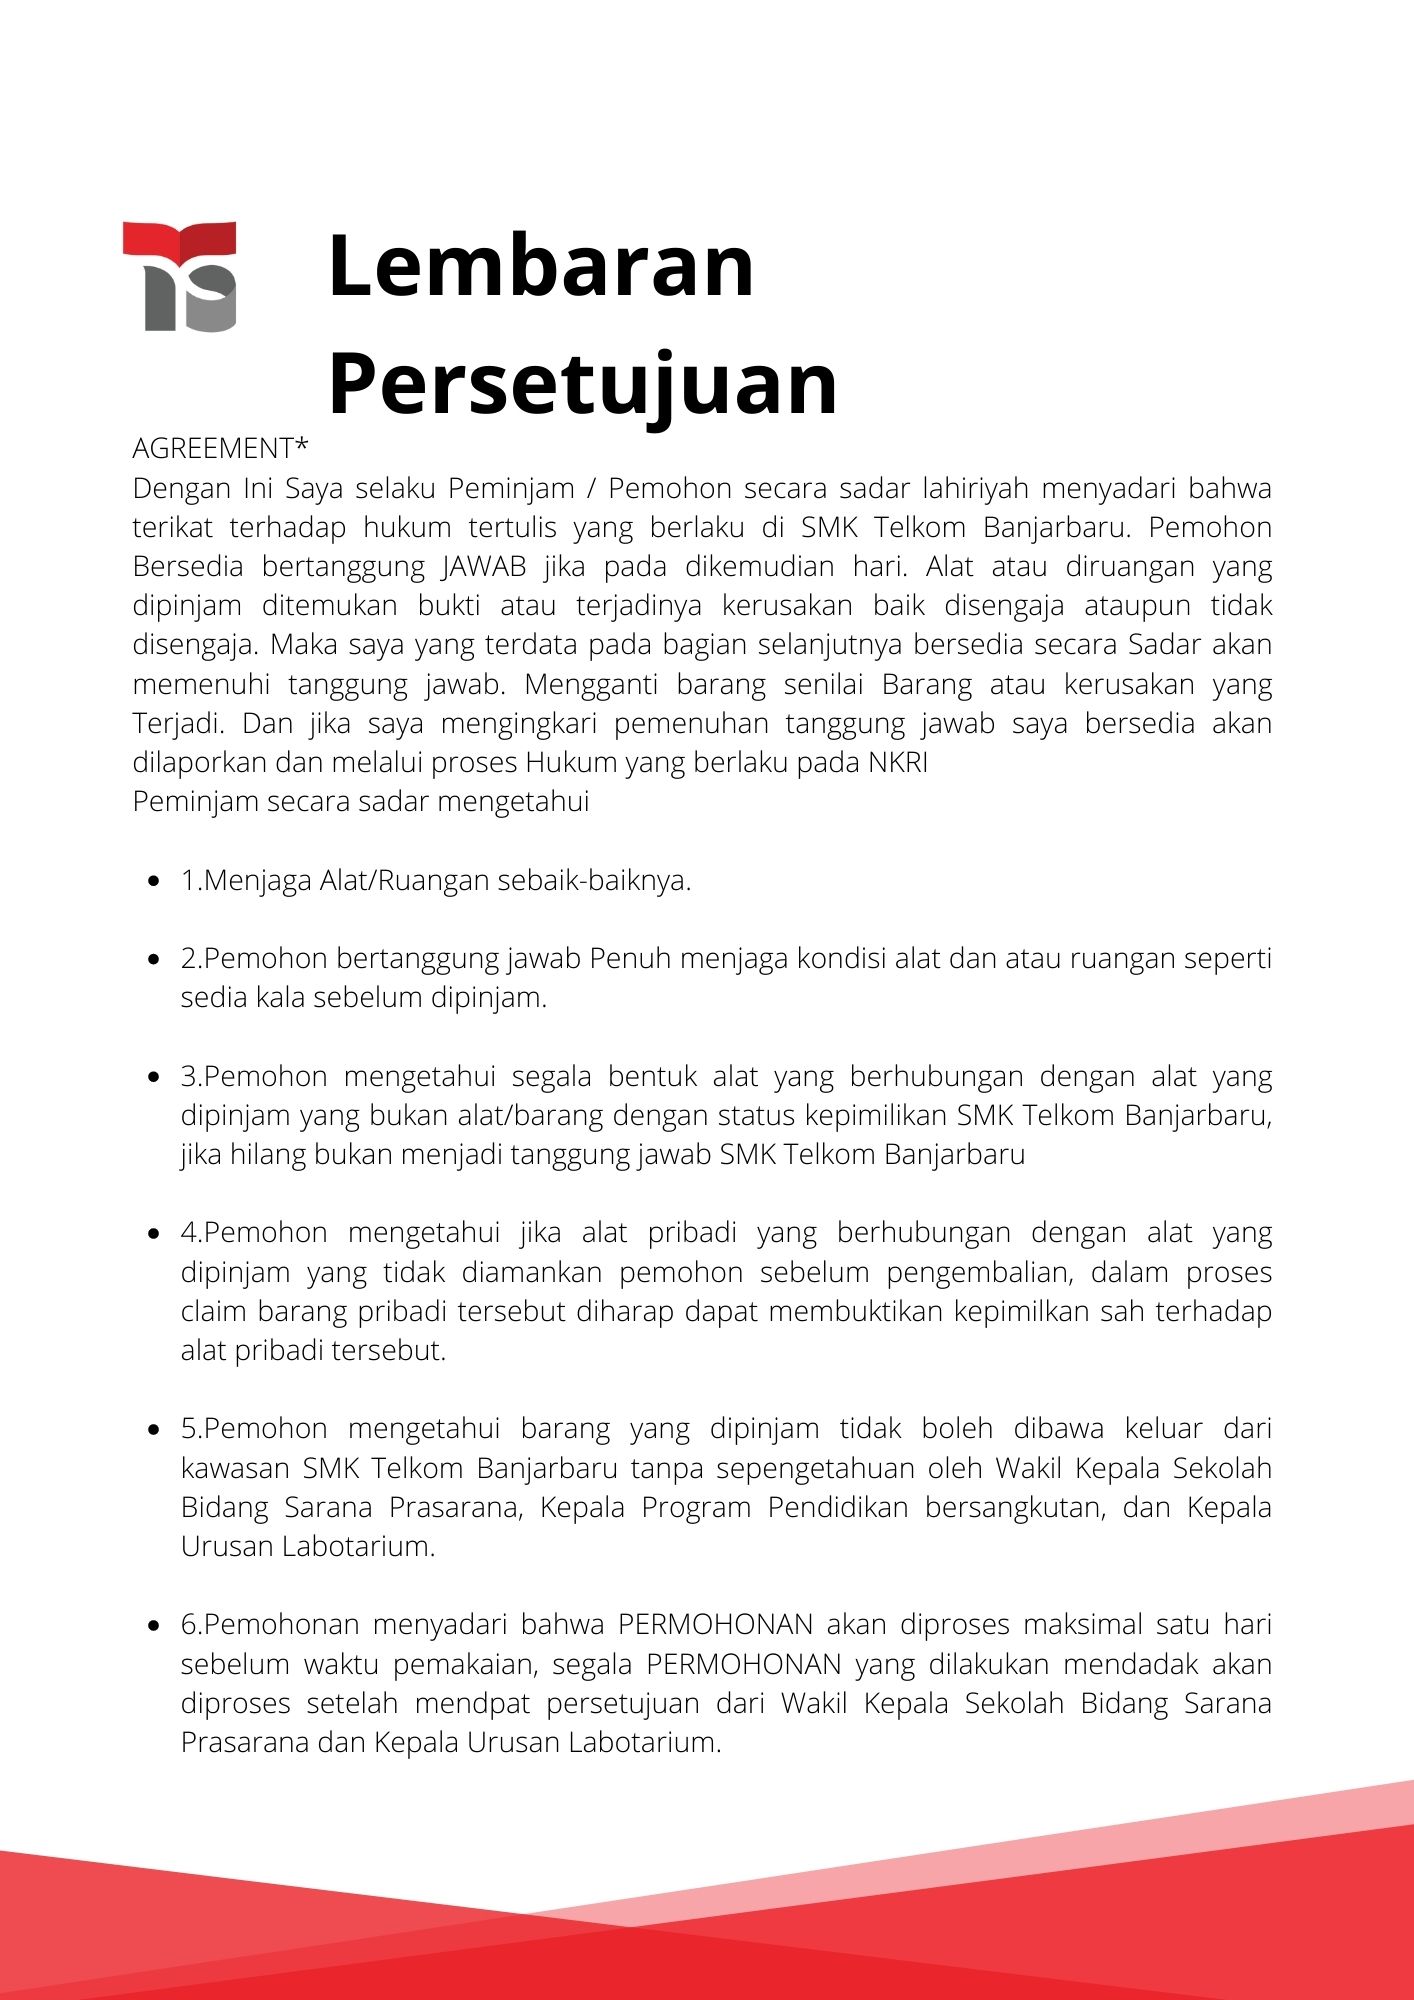 Lembaran
Persetujuan
AGREEMENT*
Dengan Ini Saya selaku Peminjam / Pemohon secara sadar lahiriyah menyadari bahwa
terikat terhadap hukum tertulis yang berlaku di SMK Telkom Banjarbaru. Pemohon
Bersedia bertanggung JAWAB jika pada dikemudian hari. Alat atau diruangan yang
dipinjam ditemukan bukti atau terjadinya kerusakan baik disengaja ataupun tidak
disengaja. Maka saya yang terdata pada bagian selanjutnya bersedia secara Sadar akan
memenuhi tanggung jawab. Mengganti barang senilai Barang atau kerusakan yang
Terjadi. Dan jika saya mengingkari pemenuhan tanggung jawab saya bersedia akan
dilaporkan dan melalui proses Hukum yang berlaku pada NKRI
Peminjam secara sadar mengetahui
• 1.Menjaga Alat/Ruangan sebaik-baiknya.
• 2.Pemohon bertanggung jawab Penuh menjaga kondisi alat dan atau ruangan seperti
sedia kala sebelum dipinjam.
• 3.Pemohon mengetahui segala bentuk alat yang berhubungan dengan alat yang
dipinjam yang bukan alat/barang dengan status kepimilikan SMK Telkom Banjarbaru,
jika hilang bukan menjadi tanggung jawab SMK Telkom Banjarbaru
• 4.Pemohon mengetahui jika alat pribadi yang berhubungan dengan alat yang
dipinjam yang tidak diamankan pemohon sebelum pengembalian, dalam proses
claim barang pribadi tersebut diharap dapat membuktikan kepimilkan sah terhadap
alat pribadi tersebut.
• 5.Pemohon mengetahui barang yang dipinjam tidak boleh dibawa keluar dari
kawasan SMK Telkom Banjarbaru tanpa sepengetahuan oleh Wakil Kepala Sekolah
Bidang Sarana Prasarana, Kepala Program Pendidikan bersangkutan, dan Kepala
Urusan Labotarium.
• 6.Pemohonan menyadari bahwa PERMOHONAN akan diproses maksimal satu hari
sebelum waktu pemakaian, segala PERMOHONAN yang dilakukan mendadak akan
diproses setelah mendpat persetujuan dari Wakil Kepala Sekolah Bidang Sarana
Prasarana dan Kepala Urusan Labotarium.